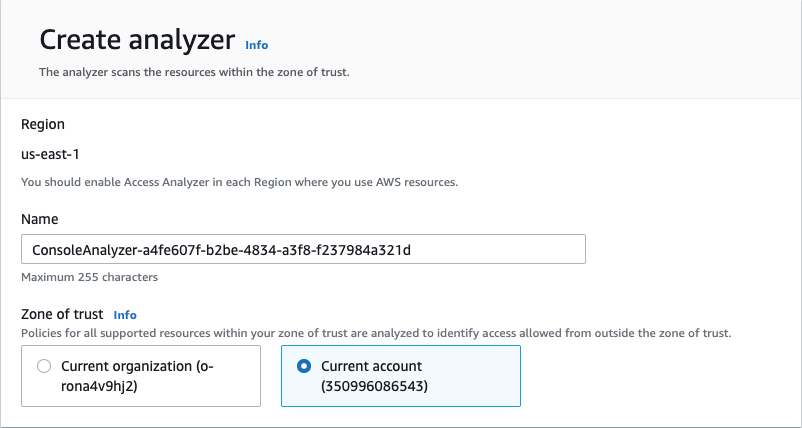 Create analyzer Info
The analyzer scans the resources within the zone of trust.
Region
us-east-1
You should enable Access Analyzer in each Region where you use AWS resources.
Name
ConsoleAnalyzer-a4fe607f-b2be-4834-a3f8-f237984a321d
Maximum 255 characters
Zone of trust Info
Policies for all supported resources within your zone of trust are analyzed to identify access allowed from outside the zone of trust.
Current organization (o-
rona4v9hj2)
Current account
(350996086543)